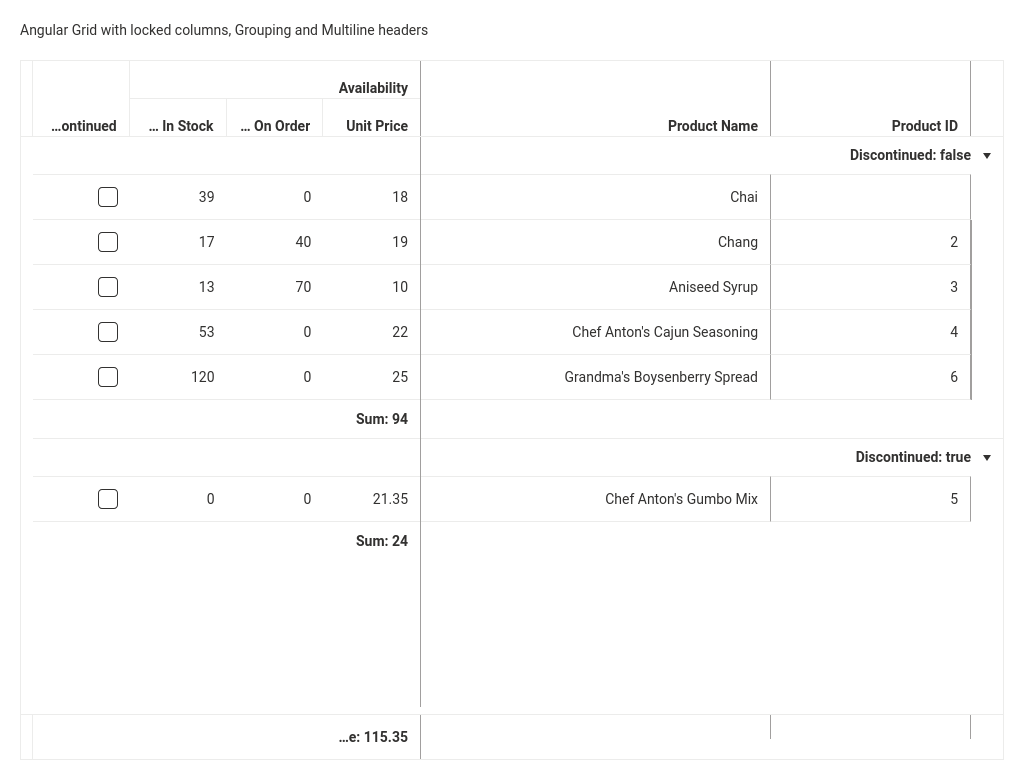 Angular Grid with locked columns, Grouping and Multiline headers
Availability
...ontinued ... In Stock ... On Order Unit Price Product Name Product ID
Discontinued: false ▼
39 0 18 Chai
17 40 19 Chang 2
13 70 10 Aniseed Syrup 3
53 0 22 Chef Anton's Cajun Seasoning 4
120 0 25 Grandma's Boysenberry Spread 6
Sum: 94
Discontinued: true ▼
0 0 21.35 Chef Anton's Gumbo Mix 5
Sum: 24
...e: 115.35